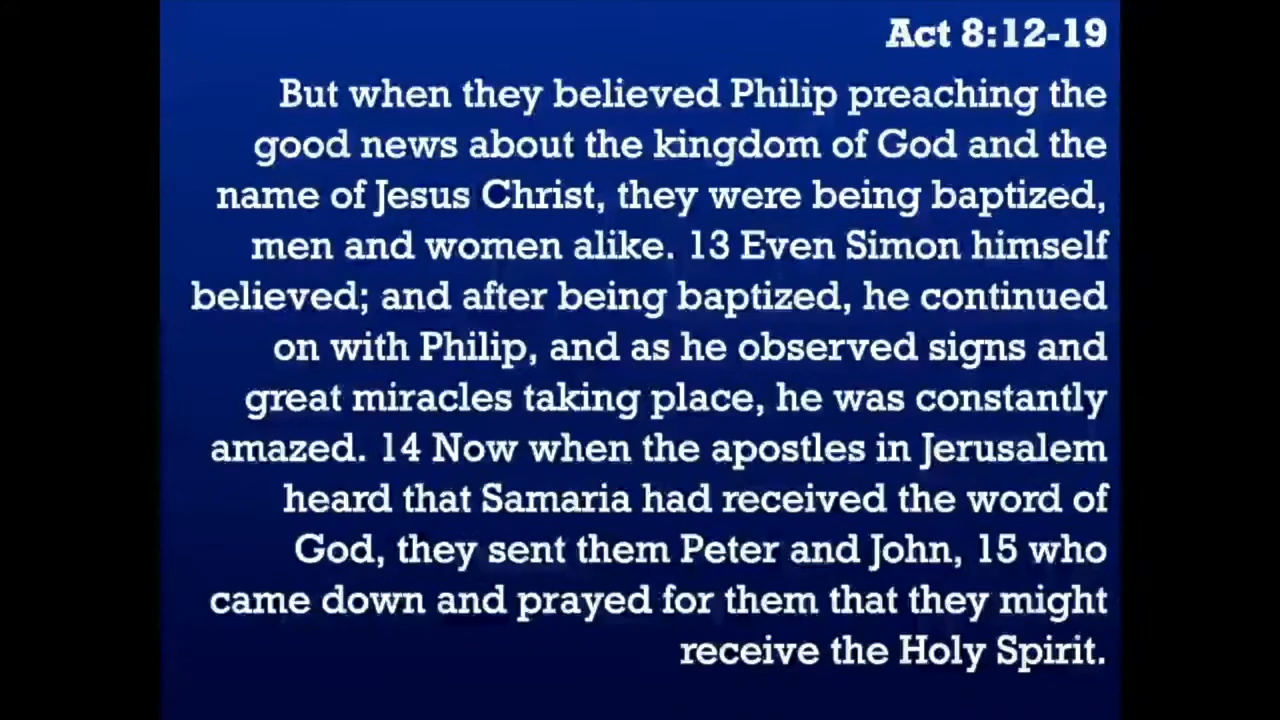 Act 8:12-19
But when they believed Philip preaching the
good news about the kingdom of God and the
name of Jesus Christ, they were being baptized,
men and women alike. 13 Even Simon himself
believed; and after being baptized, he continued
on with Philip, and as he observed signs and
great miracles taking place, he was constantly
amazed. 14 Now when the apostles in Jerusalem
heard that Samaria had received the word of
God, they sent them Peter and John, 15 who
came down and prayed for them that they might
receive the Holy Spirit.